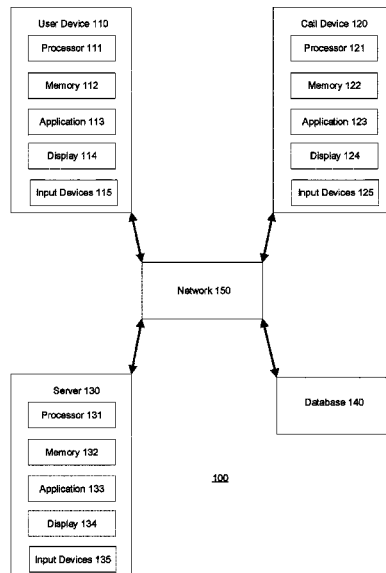 User Device 110
Processor 111
Memory 112
Application 113
Display 114
Input Devices 115
Call Device 120
Processor 121
Memory 122
Application 123
Display 124
Input Devices 125
Network 150
Server 130
Processor 131
Memory 132
Application 133
Display 134
Input Devices 135
Database 140
100